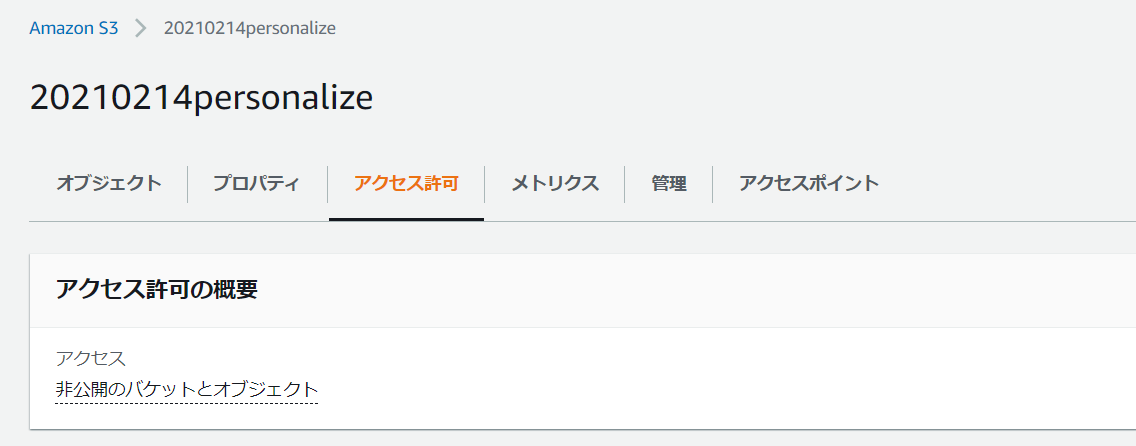 Amazon S3 > 20210214personalize
20210214personalize
オブジェクト プロパティ アクセス許可 メトリクス 管理 アクセスポイント
アクセス許可の概要
アクセス
非公開のバケットとオブジェクト